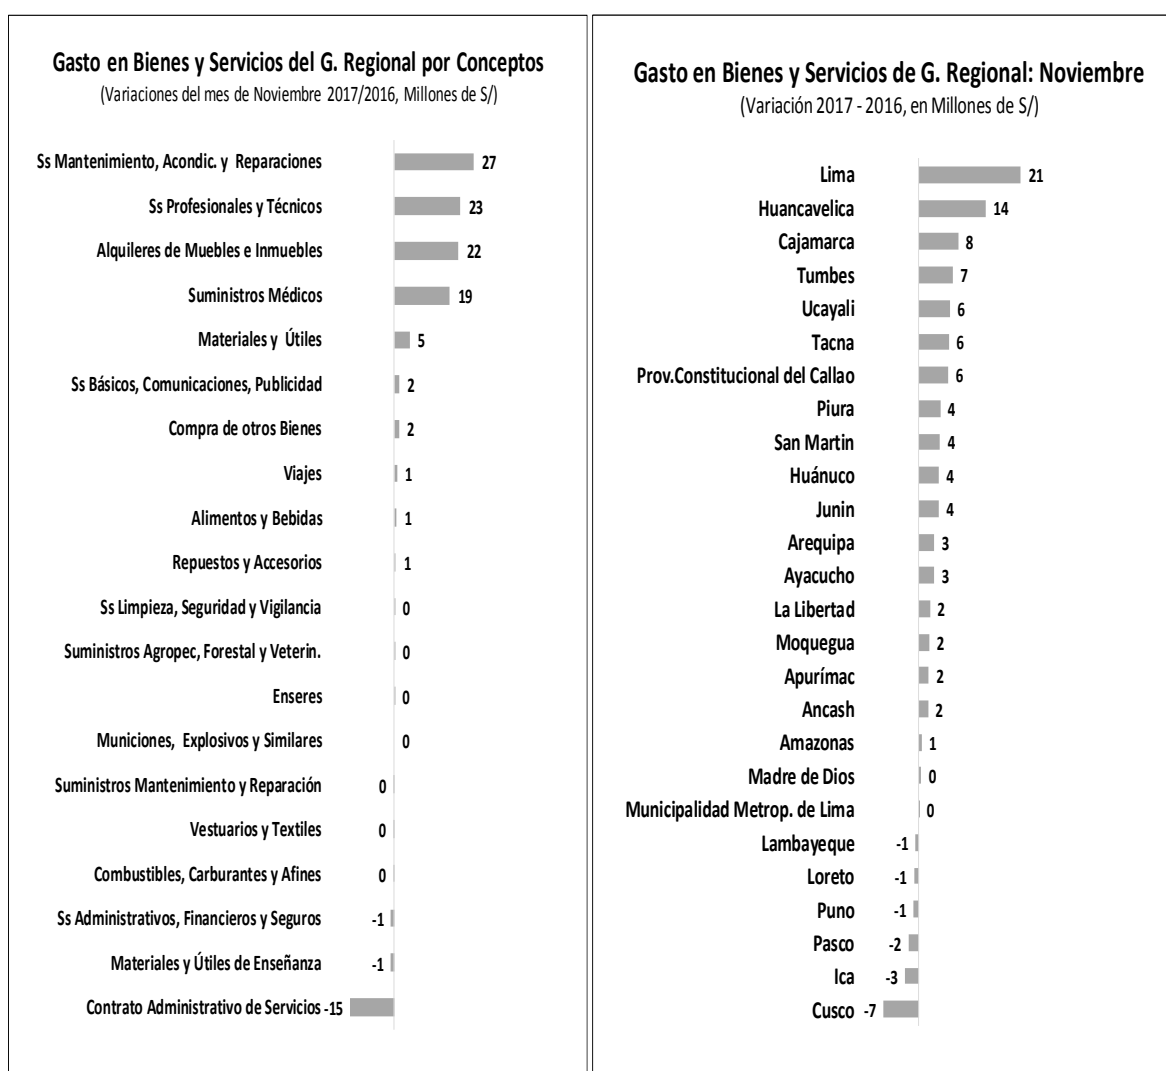 Gasto en Bienes y Servicios del G. Regional por Conceptos
(Variaciones del mes de Noviembre 2017/2016, Millones de S/)
Ss Mantenimiento, Acondic. y Reparaciones 27
Ss Profesionales y Técnicos 23
Alquileres de Muebles e Inmuebles 22
Suministros Médicos 19
Materiales y Útiles 5
Ss Básicos, Comunicaciones, Publicidad 2
Compra de otros Bienes 2
Viajes 1
Alimentos y Bebidas 1
Repuestos y Accesorios 1
Ss Limpieza, Seguridad y Vigilancia 0
Suministros Agropec, Forestal y Veterin. 0
Enseres 0
Municiones, Explosivos y Similares 0
Suministros Mantenimiento y Reparación 0
Vestuarios y Textiles 0
Combustibles, Carburantes y Afines 0
Ss Administrativos, Financieros y Seguros -1
Materiales y Útiles de Enseñanza -1
Contrato Administrativo de Servicios -15
Gasto en Bienes y Servicios de G. Regional: Noviembre
(Variación 2017 - 2016, en Millones de S/)
Lima 21
Huancavelica 14
Cajamarca 8
Tumbes 7
Ucayali 6
Tacna 6
Prov.Constitucional del Callao 6
Piura 4
San Martin 4
Huánuco 4
Junin 4
Arequipa 3
Ayacucho 3
La Libertad 2
Moquegua 2
Apurímac 2
Ancash 2
Amazonas 1
Madre de Dios 0
Municipalidad Metrop. de Lima 0
Lambayeque -1
Loreto -1
Puno -1
Pasco -2
Ica -3
Cusco -7